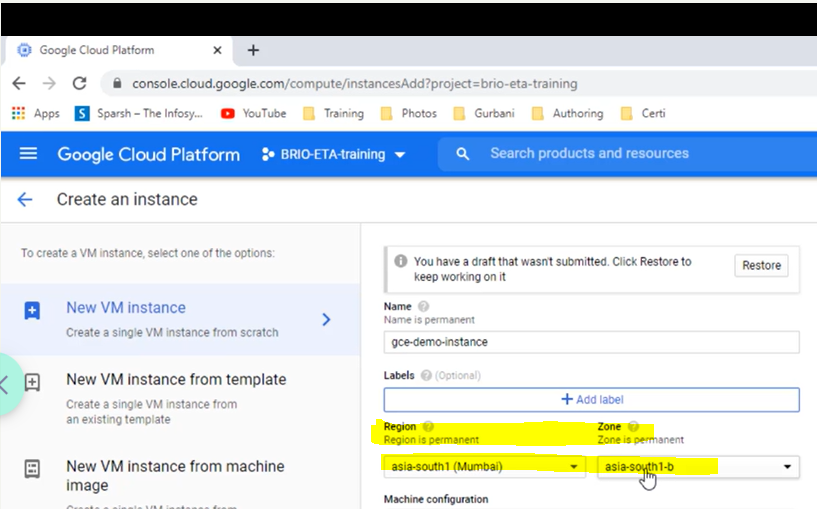 Google Cloud Platform
console.cloud.google.com/compute/instancesAdd?project=brio-eta-training
Apps
Sparsh – The Infosy...
YouTube
Training
Photos
Gurbani
Authoring
Certi
Google Cloud Platform
BRIO-ETA-training
Search products and resources
Create an instance
To create a VM instance, select one of the options:
New VM instance
Create a single VM instance from scratch
New VM instance from template
Create a single VM instance from
an existing template
New VM instance from machine
image
Create a single VM instance from
You have a draft that wasn't submitted. Click Restore to
keep working on it
Restore
Name
Name is permanent
gce-demo-instance
Labels (Optional)
Add label
Region
Region is permanent
asia-south1 (Mumbai)
Zone
Zone is permanent
asia-south1-b
Machine configuration